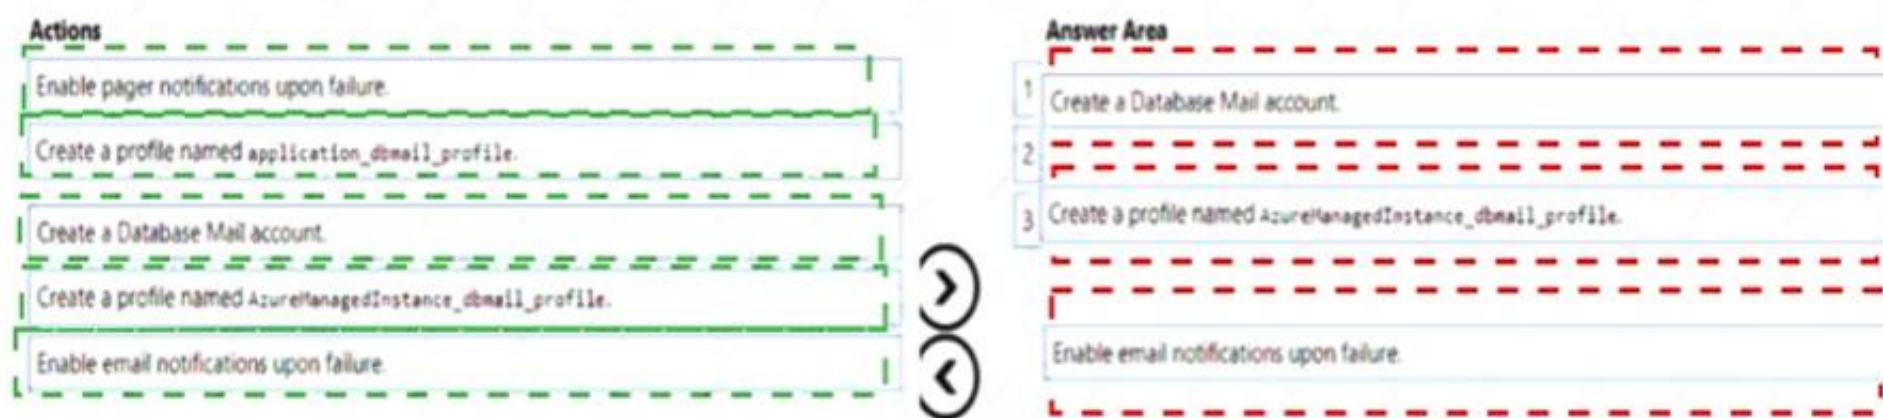 Actions
Enable pager notifications upon failure.
Create a profile named application_dbmail_profile.
Create a Database Mail account.
Create a profile named AzureManagedInstance_dbmail_profile.
Enable email notifications upon failure.
Answer Area
1
Create a Database Mail account.
2
3
Create a profile named AzureManagedInstance_dbmail_profile.
Enable email notifications upon failure.